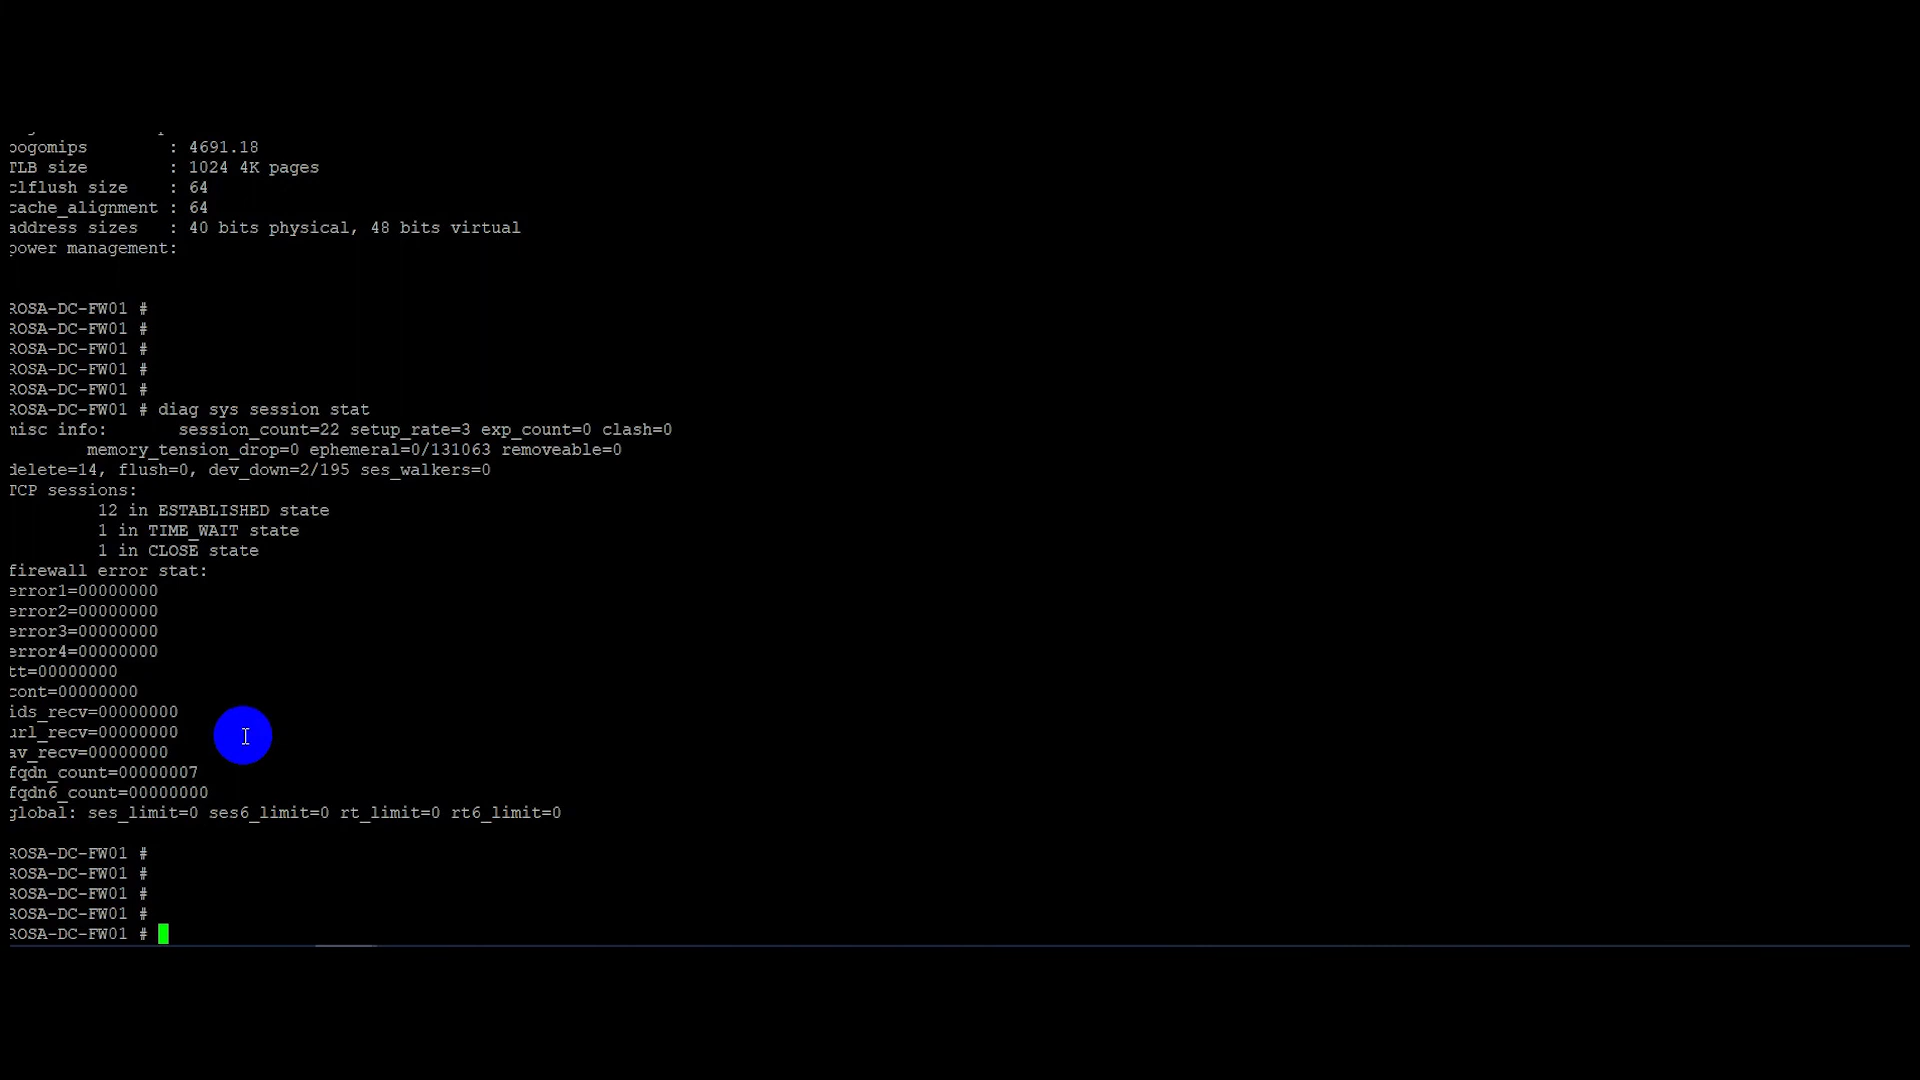 bogomips : 4691.18
TLB size : 1024 4K pages
clflush size : 64
cache_alignment : 64
address sizes : 40 bits physical, 48 bits virtual
power management:
ROSA-DC-FW01 #
ROSA-DC-FW01 #
ROSA-DC-FW01 #
ROSA-DC-FW01 #
ROSA-DC-FW01 #
ROSA-DC-FW01 # diag sys session stat
misc info: session_count=22 setup_rate=3 exp_count=0 clash=0
memory_tension_drop=0 ephemeral=0/131063 removeable=0
delete=14, flush=0, dev_down=2/195 ses_walkers=0
TCP sessions:
12 in ESTABLISHED state
1 in TIME_WAIT state
1 in CLOSE state
firewall error stat:
error1=00000000
error2=00000000
error3=00000000
error4=00000000
tt=00000000
cont=00000000
ids_recv=00000000
url_recv=00000000
av_recv=00000000
fqdn_count=00000007
fqdn6_count=00000000
global: ses_limit=0 ses6_limit=0 rt_limit=0 rt6_limit=0
ROSA-DC-FW01 #
ROSA-DC-FW01 #
ROSA-DC-FW01 #
ROSA-DC-FW01 #
ROSA-DC-FW01 #